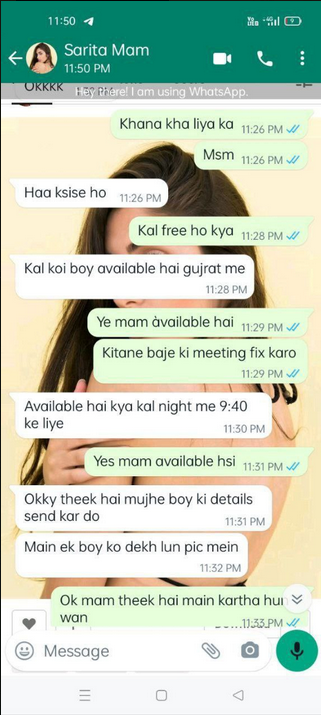 11:50
Sarita Mam
11:50 PM
Okkkk
Hey there! I am using WhatsApp.
Khana kha liya ka 11:26 PM
Msm 11:26 PM
Haa ksise ho 11:26 PM
Kal free ho kya 11:28 PM
Kal koi boy available hai gujrat me
11:28 PM
Ye mam àvailable hai 11:29 PM
Kitane baje ki meeting fix karo
11:29 PM
Available hai kya kal night me 9:40
ke liye 11:30 PM
Yes mam available hsi 11:31 PM
Okky theek hai mujhe boy ki details
send kar do 11:31 PM
Main ek boy ko dekh lun pic mein
11:32 PM
Ok mam theek hai main kartha hu
wan 11:33 PM
Message